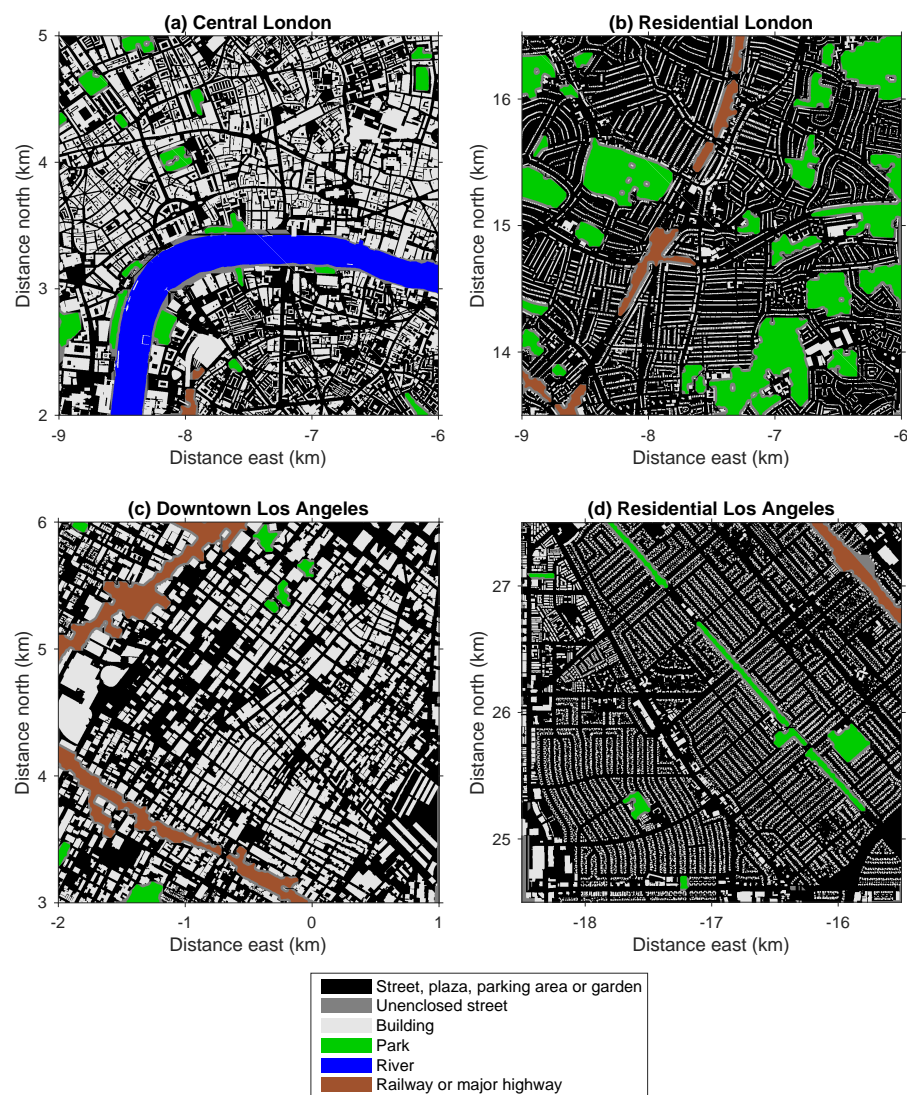 (a) Central London
5
4
3
2
Distance north (km)
-9
-8
-7
-6
Distance east (km)
(b) Residential London
16
15
14
Distance north (km)
-9
-8
-7
-6
Distance east (km)
(c) Downtown Los Angeles
6
5
4
3
Distance north (km)
-2
-1
0
1
Distance east (km)
(d) Residential Los Angeles
27
26
25
Distance north (km)
-18
-17
-16
Distance east (km)
Street, plaza, parking area or garden
Unenclosed street
Building
Park
River
Railway or major highway